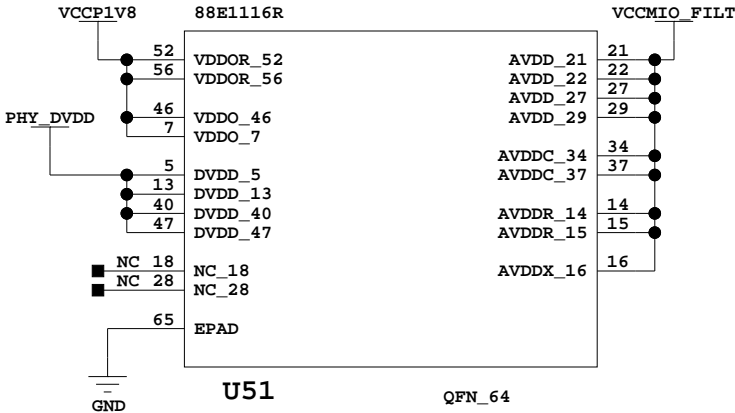 VCCP1V8 88E1116R VCCMIO_FILT
52 VDDOR_52 AVDD_21 21
56 VDDOR_56 AVDD_22 22
AVDD_27 27
46 VDDO_46 AVDD_29 29
PHY_DVDD 7 VDDO_7
AVDDC_34 34
5 DVDD_5 AVDDC_37 37
13 DVDD_13
40 DVDD_40 AVDDR_14 14
47 DVDD_47 AVDDR_15 15
NC 18 NC_18 AVDDX_16 16
NC 28 NC_28
65 EPAD
U51 QFN_64
GND